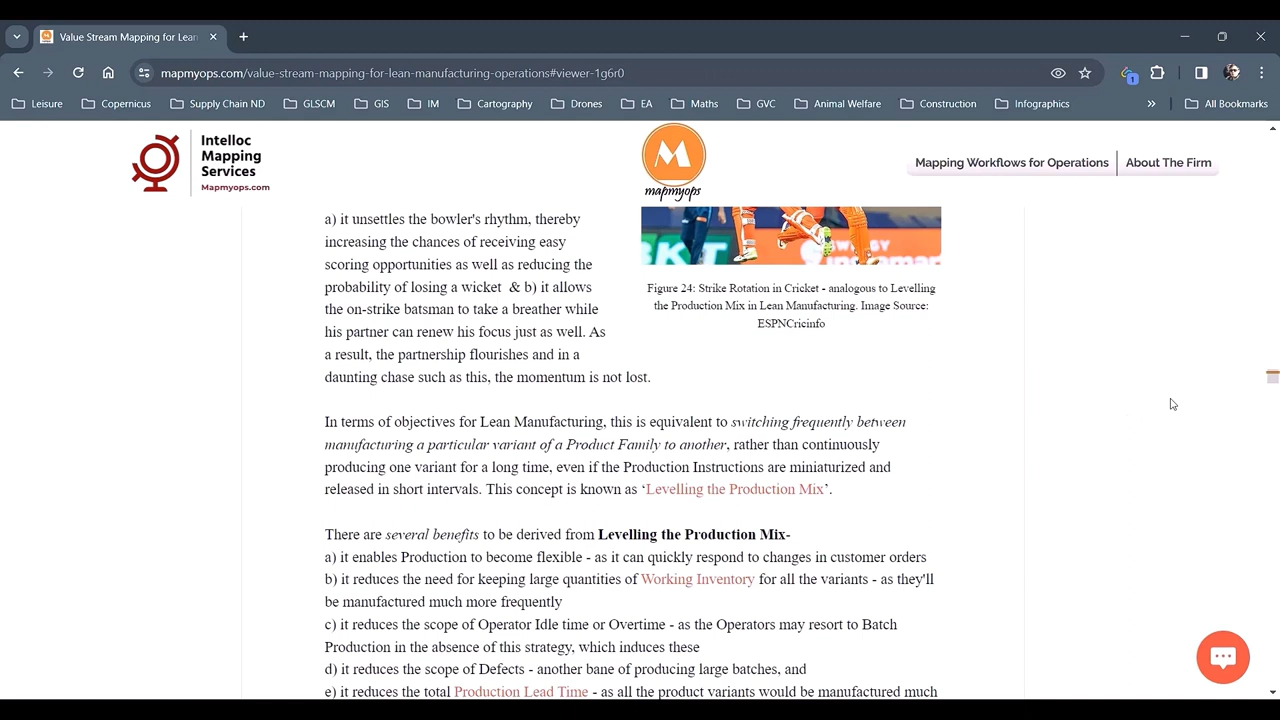 Value Stream Mapping for Lean
mapmyops.com/value-stream-mapping-for-lean-manufacturing-operations#viewer-1g6r0
1
Leisure
Copernicus
Supply Chain ND
GLSCM
GIS
IM
Cartography
Drones
EA
Maths
GVC
Animal Welfare
Construction
Infographics
All Bookmarks
Intelloc
Mapping
Services
Mapmyops.com
M
mapmyops
Mapping Workflows for Operations
About The Firm
a) it unsettles the bowler's rhythm, thereby
increasing the chances of receiving easy
scoring opportunities as well as reducing the
probability of losing a wicket & b) it allows
the on-strike batsman to take a breather while
his partner can renew his focus just as well. As
a result, the partnership flourishes and in a
daunting chase such as this, the momentum is not lost.
Figure 24: Strike Rotation in Cricket - analogous to Levelling
the Production Mix in Lean Manufacturing. Image Source:
ESPNCricinfo
In terms of objectives for Lean Manufacturing, this is equivalent to switching frequently between
manufacturing a particular variant of a Product Family to another, rather than continuously
producing one variant for a long time, even if the Production Instructions are miniaturized and
released in short intervals. This concept is known as ‘Levelling the Production Mix’.
There are several benefits to be derived from Levelling the Production Mix-
a) it enables Production to become flexible - as it can quickly respond to changes in customer orders
b) it reduces the need for keeping large quantities of Working Inventory for all the variants - as they'll
be manufactured much more frequently
c) it reduces the scope of Operator Idle time or Overtime - as the Operators may resort to Batch
Production in the absence of this strategy, which induces these
d) it reduces the scope of Defects - another bane of producing large batches, and
e) it reduces the total Production Lead Time - as all the product variants would be manufactured much